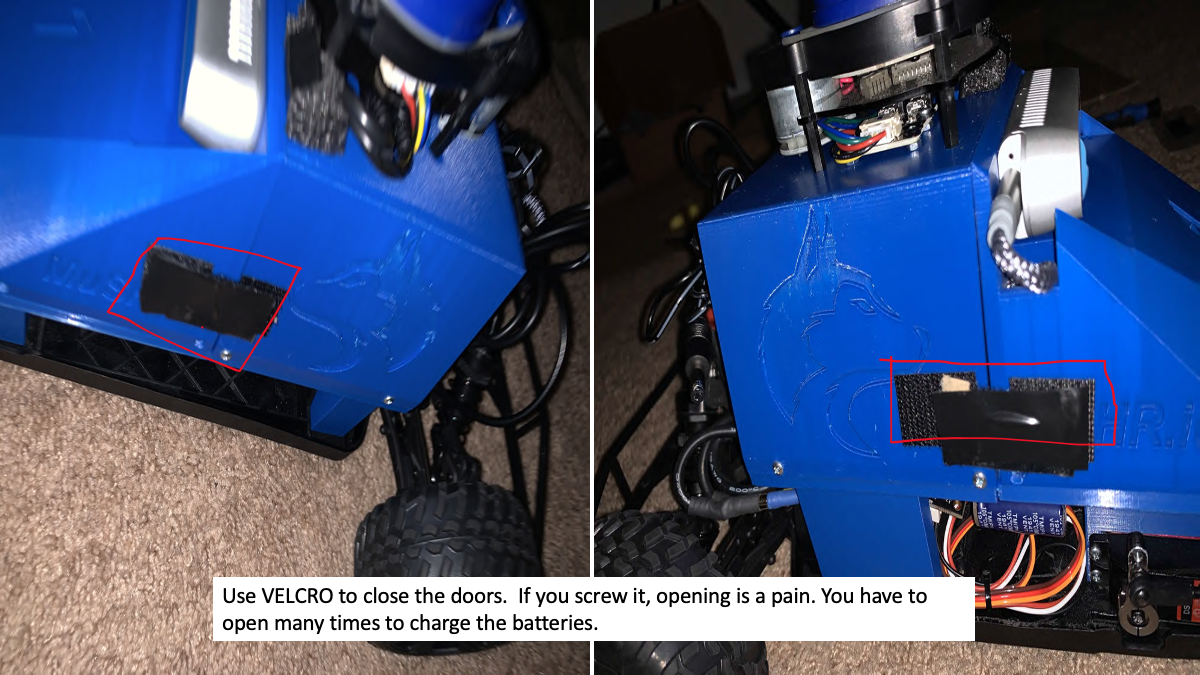 HR.i
Use VELCRO to close the doors.  If you screw it, opening is a pain. You have to
open many times to charge the batteries.